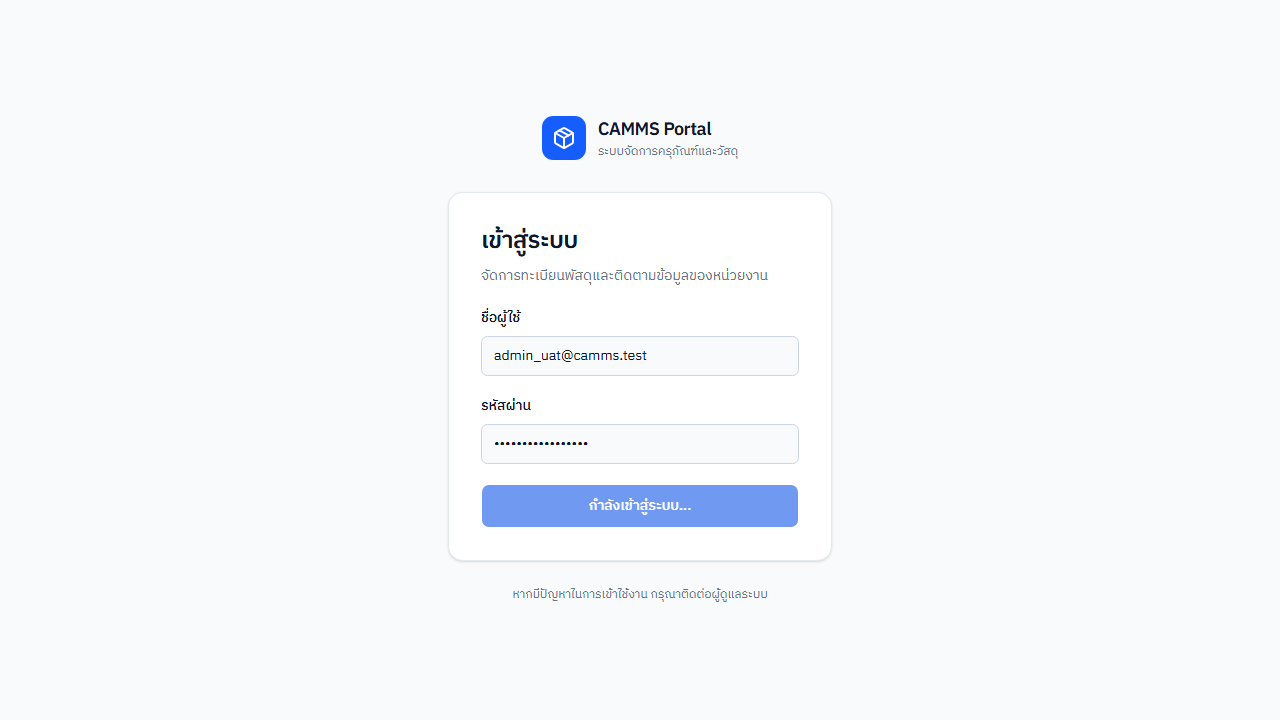 CAMMS Portal
ระบบจัดการครุภัณฑ์และวัสดุ
เข้าสู่ระบบ
จัดการทะเบียนพัสดุและติดตามข้อมูลของหน่วยงาน
ชื่อผู้ใช้
admin_uat@camms.test
รหัสผ่าน
•••••••••••••••••
กำลังเข้าสู่ระบบ...
หากมีปัญหาในการเข้าใช้งาน กรุณาติดต่อผู้ดูแลระบบ